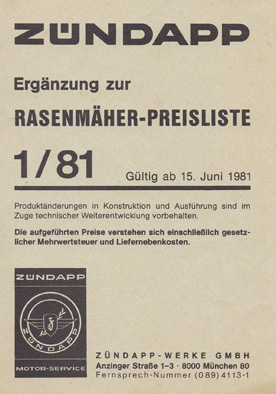 ZÜNDAPP
Ergänzung zur
RASENMÄHER-PREISLISTE
1/81 Gültig ab 15. Juni 1981
Produktänderungen in Konstruktion und Ausführung sind im
Zuge technischer Weiterentwicklung vorbehalten.
Die aufgeführten Preise verstehen sich einschließlich gesetz-
licher Mehrwertsteuer und Liefernebenkosten.
ZÜNDAPP
ZÜNDAPP
MOTOR-SERVICE
ZÜNDAPP-WERKE GMBH
Anzinger Straße 1-3 · 8000 München 80
Fernsprech-Nummer (089) 4113-1